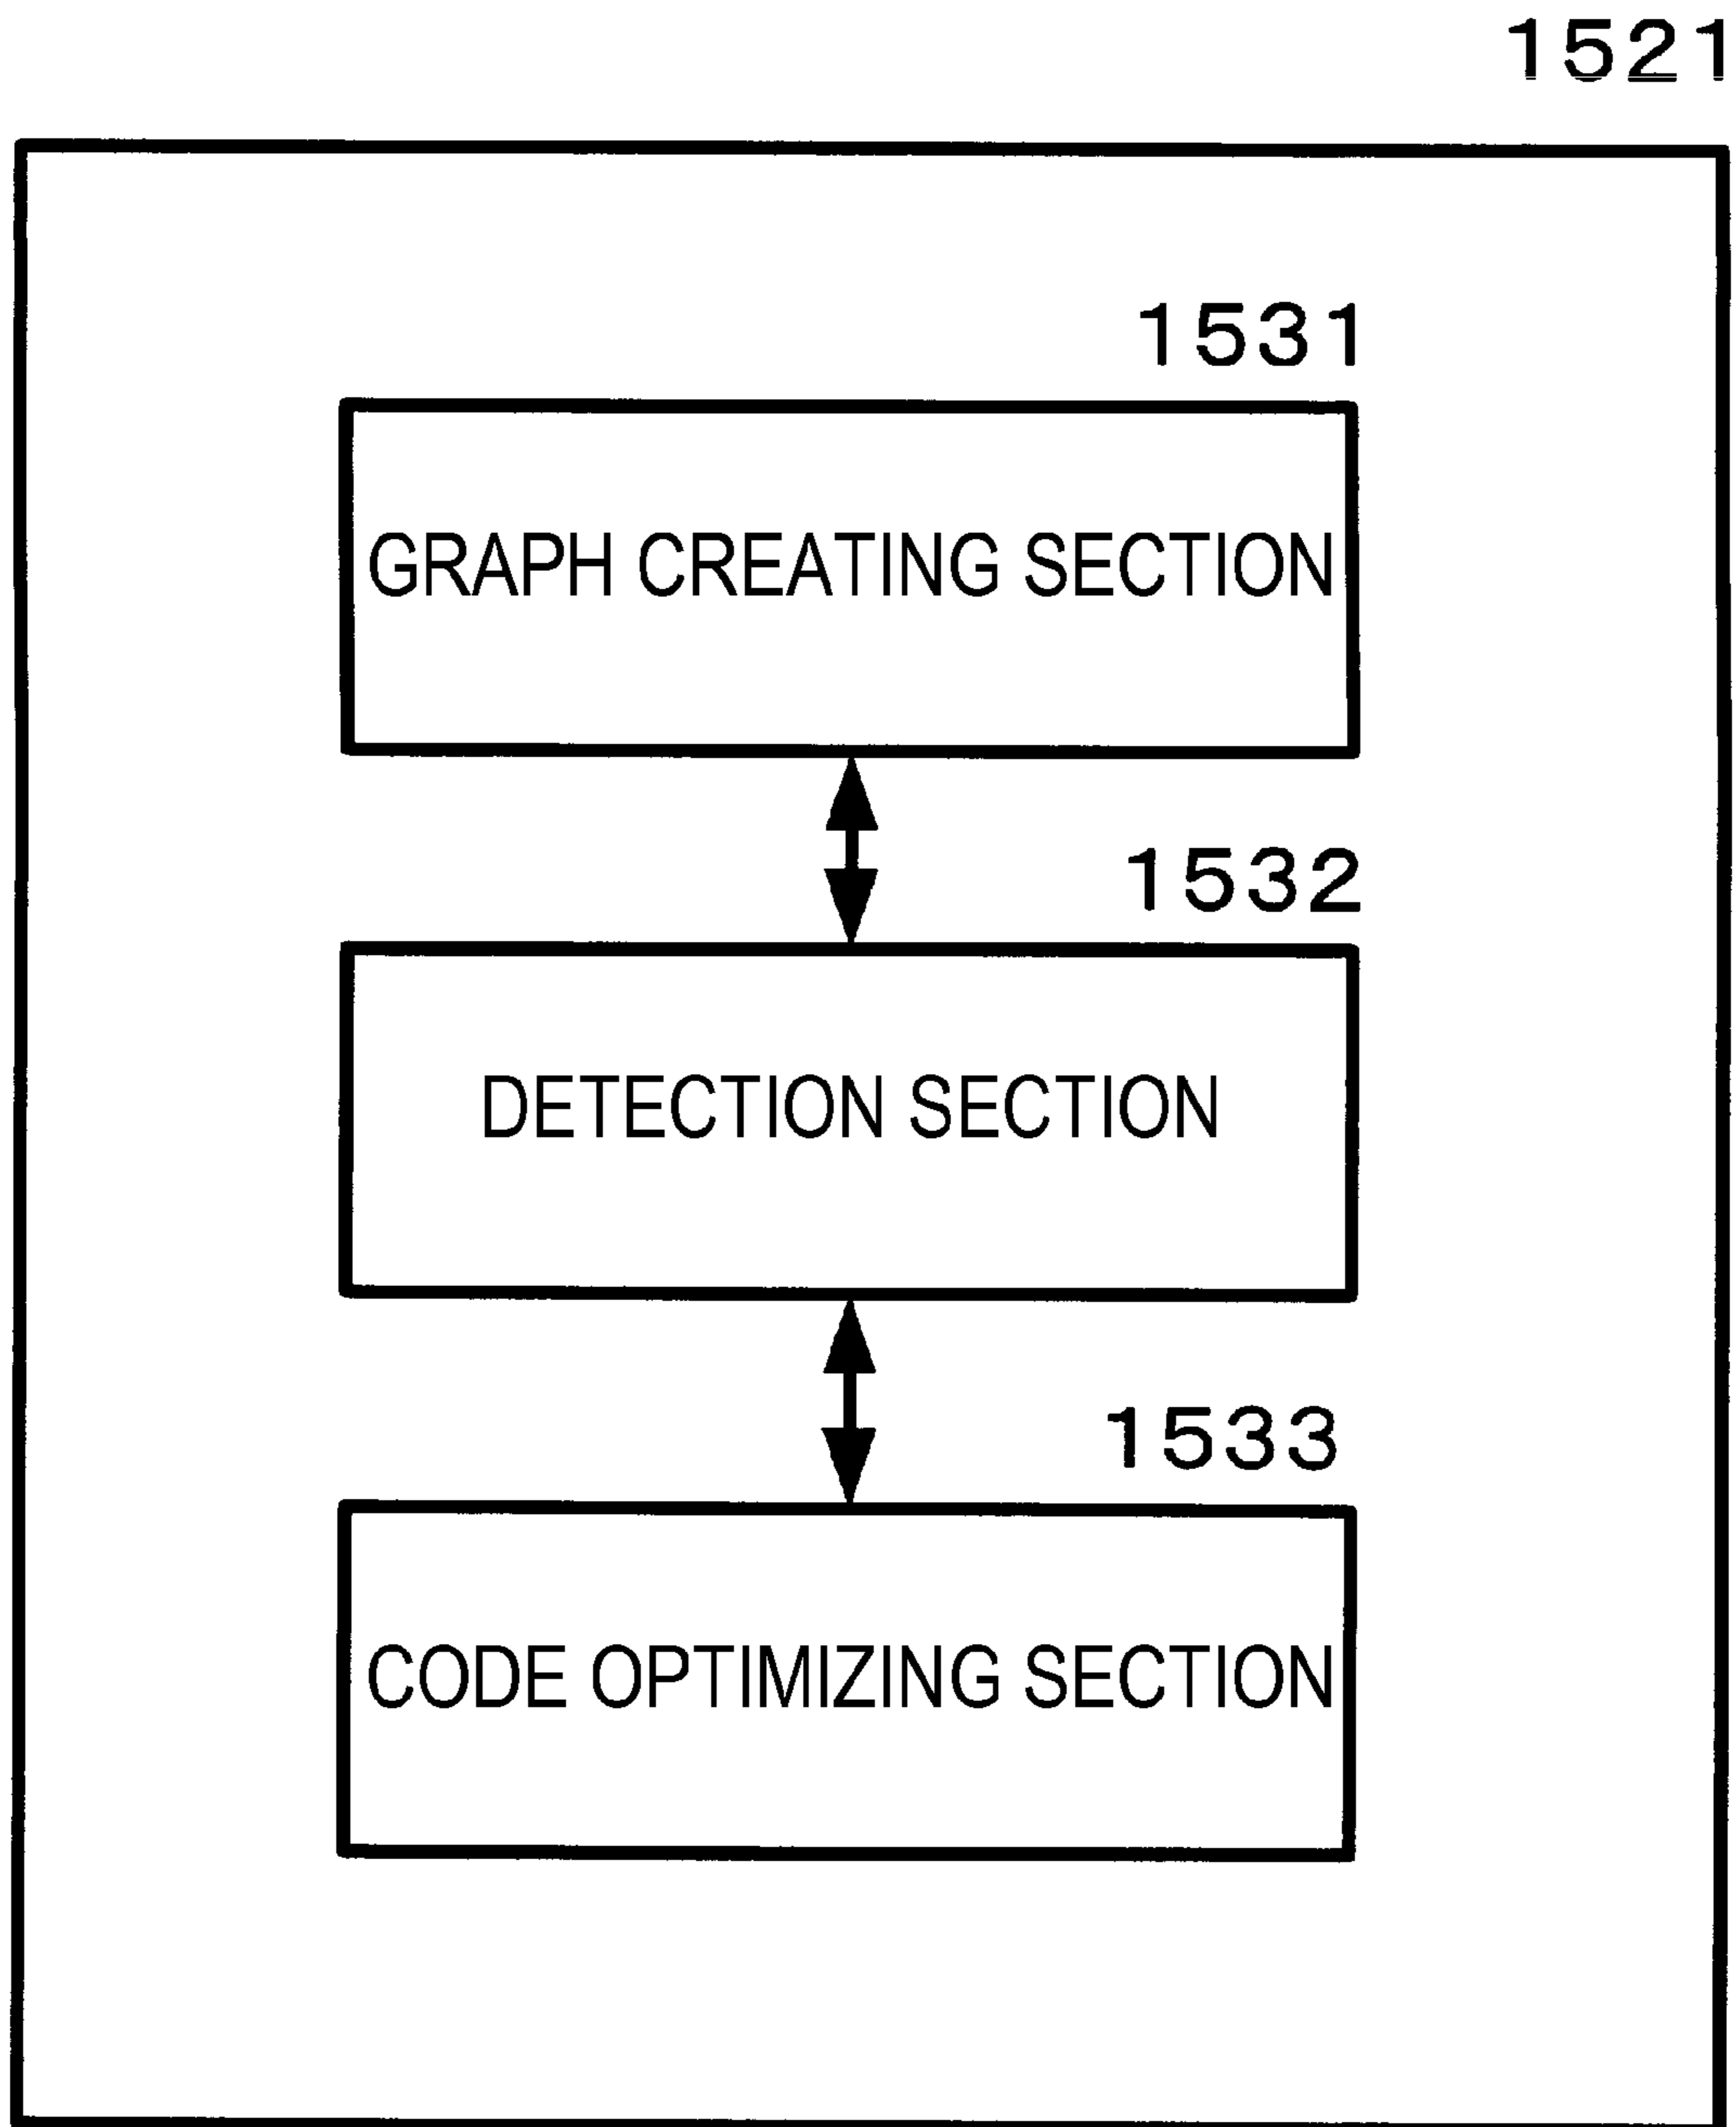 1521
1531
GRAPH CREATING SECTION
1532
DETECTION SECTION
1533
CODE OPTIMIZING SECTION